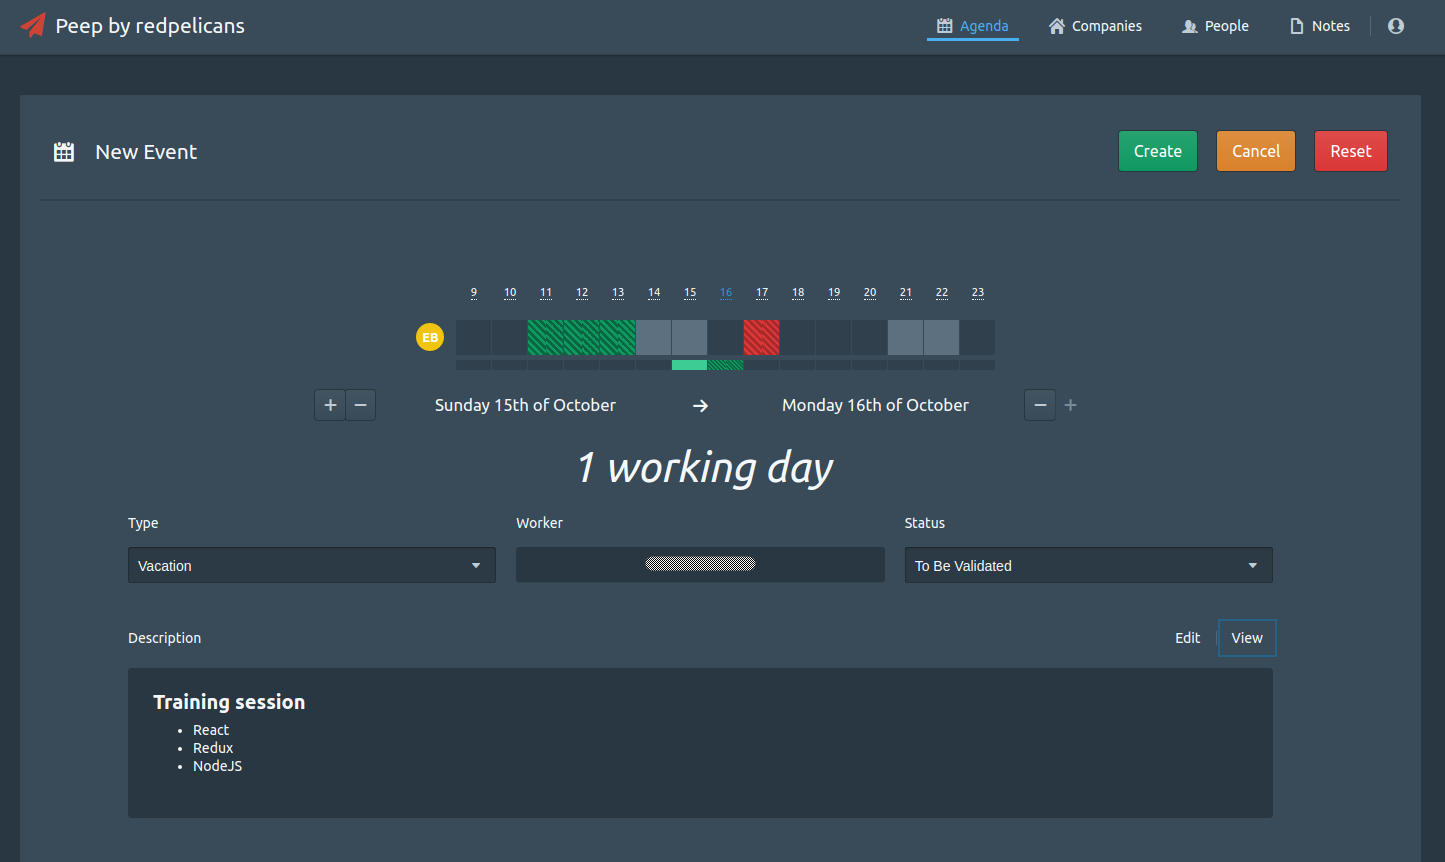 Peep by redpelicans Agenda Companies People Notes
New Event Create Cancel Reset
9 10 11 12 13 14 15 16 17 18 19 20 21 22 23
EB
+ − Sunday 15th of October → Monday 16th of October − +
1 working day
Type Worker Status
Vacation To Be Validated
Description Edit View
Training session
• React
• Redux
• NodeJS